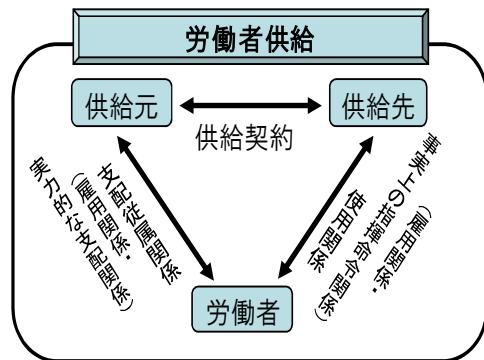 労働者供給
供給元
供給先
供給契約
支配従属関係
(雇用関係・
実力的な支配関係)
使用関係
(雇用関係・
事実上の指揮命令関係)
労働者